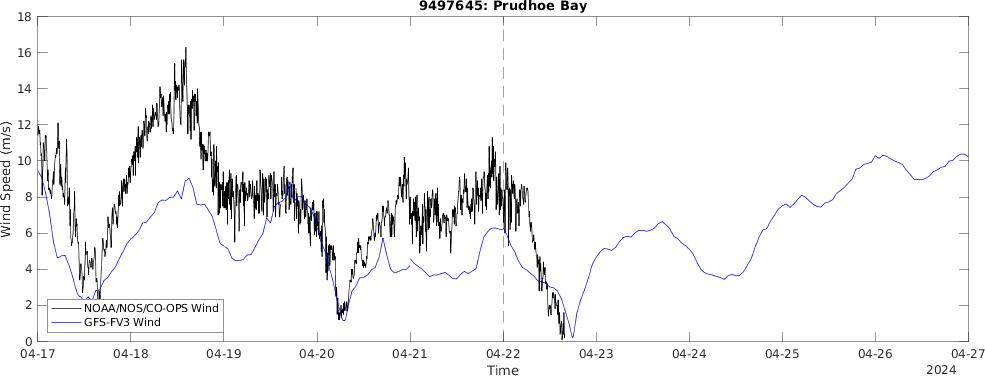 9497645: Prudhoe Bay
18
16
14
12
10
8
6
4
2
0
Wind Speed (m/s)
NOAA/NOS/CO-OPS Wind
GFS-FV3 Wind
04-17 04-18 04-19 04-20 04-21 04-22 04-23 04-24 04-25 04-26 04-27
Time
2024